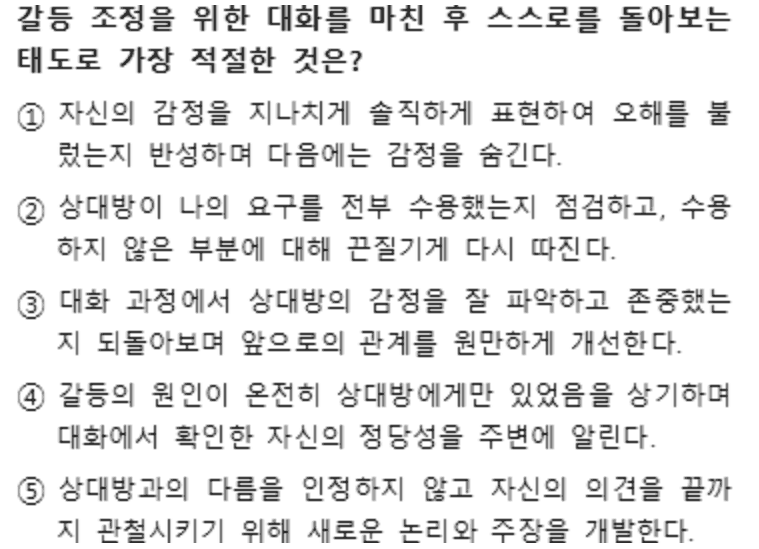 갈등 조정을 위한 대화를 마친 후 스스로를 돌아보는
태도로 가장 적절한 것은?
① 자신의 감정을 지나치게 솔직하게 표현하여 오해를 불
렀는지 반성하며 다음에는 감정을 숨긴다.
② 상대방이 나의 요구를 전부 수용했는지 점검하고, 수용
하지 않은 부분에 대해 끈질기게 다시 따진다.
③ 대화 과정에서 상대방의 감정을 잘 파악하고 존중했는
지 되돌아보며 앞으로의 관계를 원만하게 개선한다.
④ 갈등의 원인이 온전히 상대방에게만 있었음을 상기하며
대화에서 확인한 자신의 정당성을 주변에 알린다.
⑤ 상대방과의 다름을 인정하지 않고 자신의 의견을 끝까
지 관철시키기 위해 새로운 논리와 주장을 개발한다.